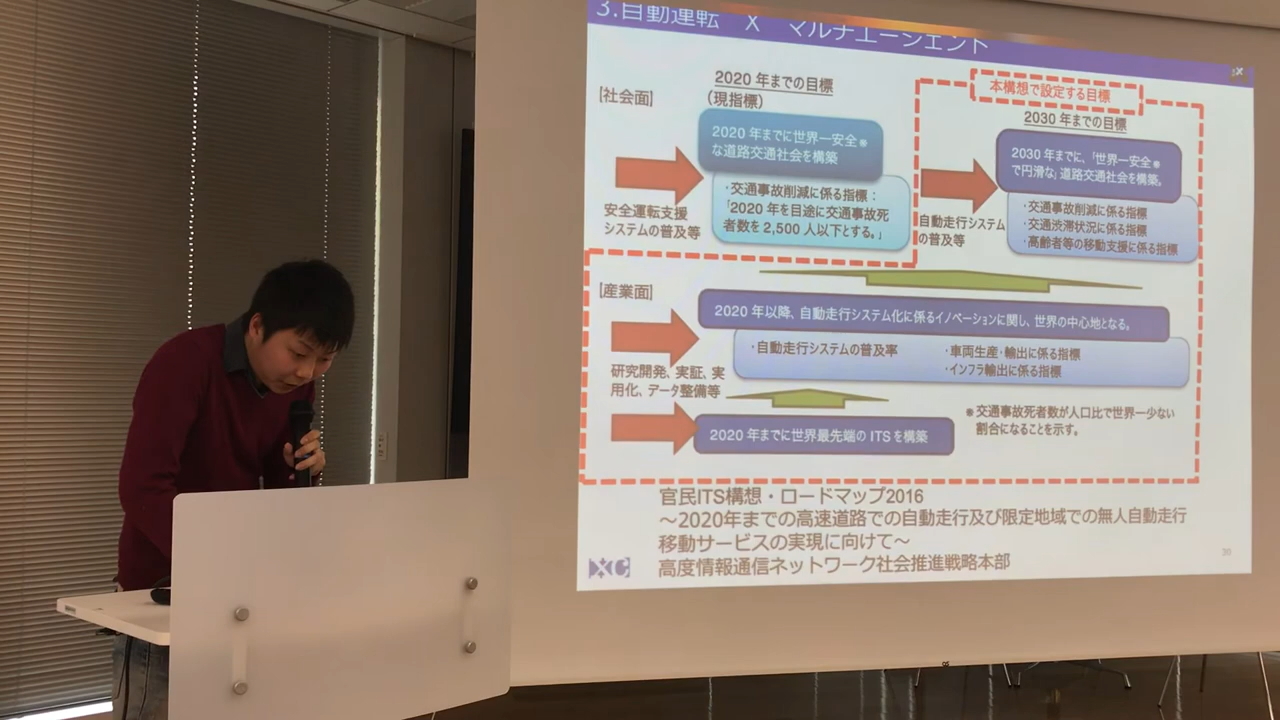 3.自動運転 X マルチエージェント
[社会面]
2020 年までの目標
(現指標)
2020 年までに世界一安全※
な道路交通社会を構築
・交通事故削減に係る指標：
「2020 年を目途に交通事故死
者数を 2,500 人以下とする。」
安全運転支援
システムの普及等
本構想で設定する目標
2030 年までの目標
2030 年までに、「世界一安全※
で円滑な」道路交通社会を構築。
・交通事故削減に係る指標
・交通渋滞状況に係る指標
・高齢者等の移動支援に係る指標
自動走行システム
の普及等
[産業面]
2020 年以降、自動走行システム化に係るイノベーションに関し、世界の中心地となる。
・自動走行システムの普及率
・車両生産・輸出に係る指標
・インフラ輸出に係る指標
研究開発、実証、実
用化、データ整備等
2020 年までに世界最先端の ITS を構築
※ 交通事故死者数が人口比で世界一少ない
割合になることを示す。
官民ITS構想・ロードマップ2016
～2020年までの高速道路での自動走行及び限定地域での無人自動走行
移動サービスの実現に向けて～
高度情報通信ネットワーク社会推進戦略本部
30